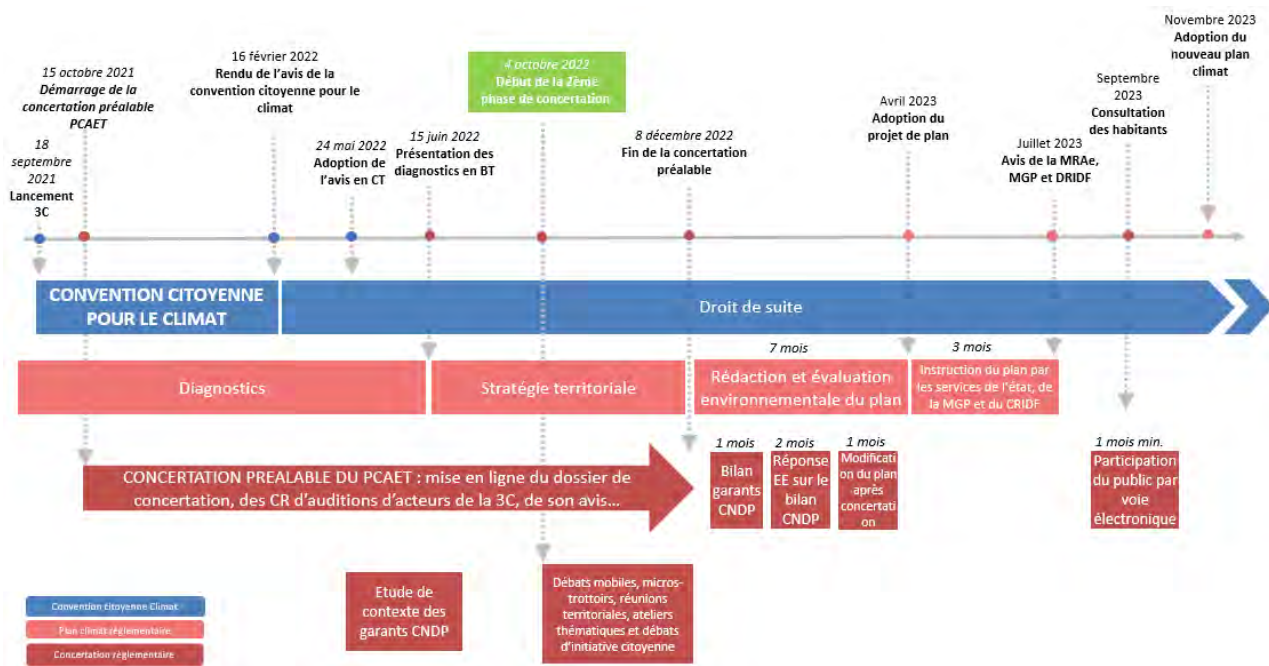 Novembre 2023
Adoption du
nouveau plan
climat
16 février 2022
Rendu de l'avis de la
convention citoyenne pour le
climat
4 octobre 2022
Début de la 2ème
phase de concertation
15 octobre 2021
Démarrage de la
concertation préalable
PCAET
Septembre
2023
Consultation
des habitants
Avril 2023
Adoption du
projet de plan
8 décembre 2022
Fin de la concertation
préalable
15 juin 2022
Présentation des
diagnostics en BT
24 mai 2022
Adoption de
l'avis en CT
Juillet 2023
Avis de la MRAe,
MGP et DRIDF
18
septembre
2021
Lancement
3C
CONVENTION CITOYENNE
POUR LE CLIMAT
Droit de suite
7 mois
3 mois
Diagnostics
Stratégie territoriale
Rédaction et évaluation
environnementale du plan
Instruction du plan par
les services de l'état, de
la MGP et du CRIDF
CONCERTATION PREALABLE DU PCAET : mise en ligne du dossier de
concertation, des CR d'auditions d'acteurs de la 3C, de son avis...
1 mois
Bilan
garants
CNDP
2 mois
Réponse
EE sur le
bilan
CNDP
1 mois
Modificati
on du plan
après
concertati
on
1 mois min.
Participation
du public par
voie
électronique
Etude de
contexte des
garants CNDP
Débats mobiles, micros-
trottoirs, réunions
territoriales, ateliers
thématiques et débats
d'initiative citoyenne
Convention citoyenne Climat
Plan climat règlementaire
Concertation règlementaire